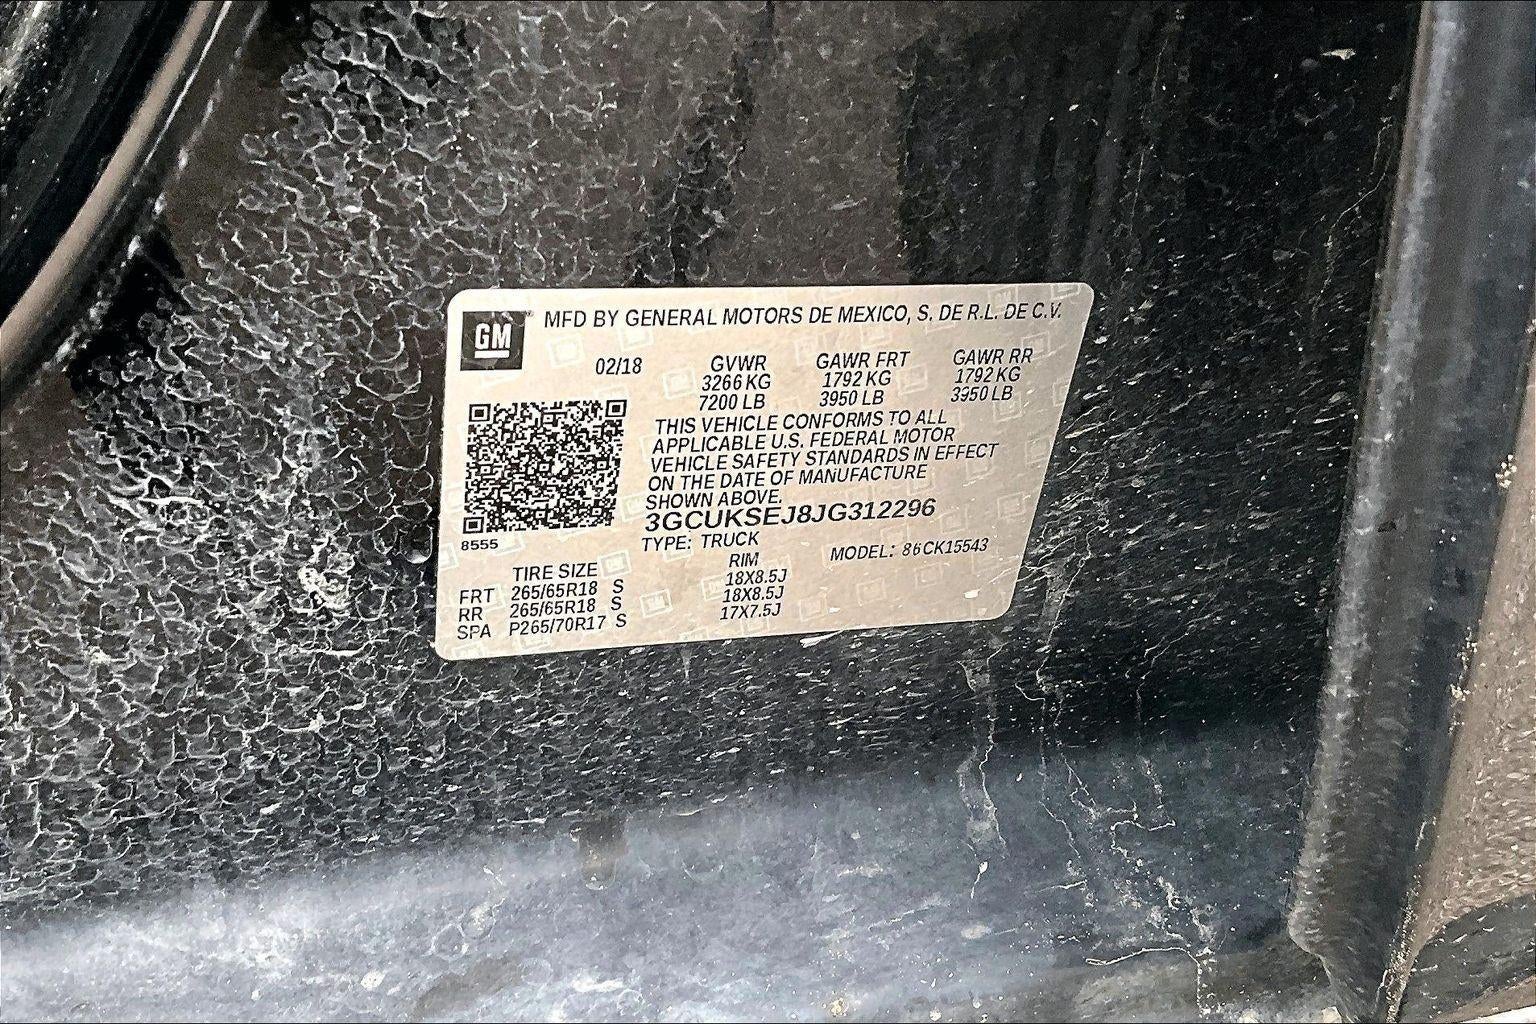 GM
MFD BY GENERAL MOTORS DE MEXICO, S. DE R.L. DE C.V.
02/18 GVWR GAWR FRT GAWR RR
3266 KG 1792 KG 1792 KG
7200 LB 3950 LB 3950 LB
THIS VEHICLE CONFORMS TO ALL
APPLICABLE U.S. FEDERAL MOTOR
VEHICLE SAFETY STANDARDS IN EFFECT
ON THE DATE OF MANUFACTURE
SHOWN ABOVE.
3GCUKSEJ8JG312296
8555
TYPE: TRUCK MODEL: 86CK15543
TIRE SIZE RIM
FRT 265/65R18 S 18X8.5J
RR 265/65R18 S 18X8.5J
SPA P265/70R17 S 17X7.5J